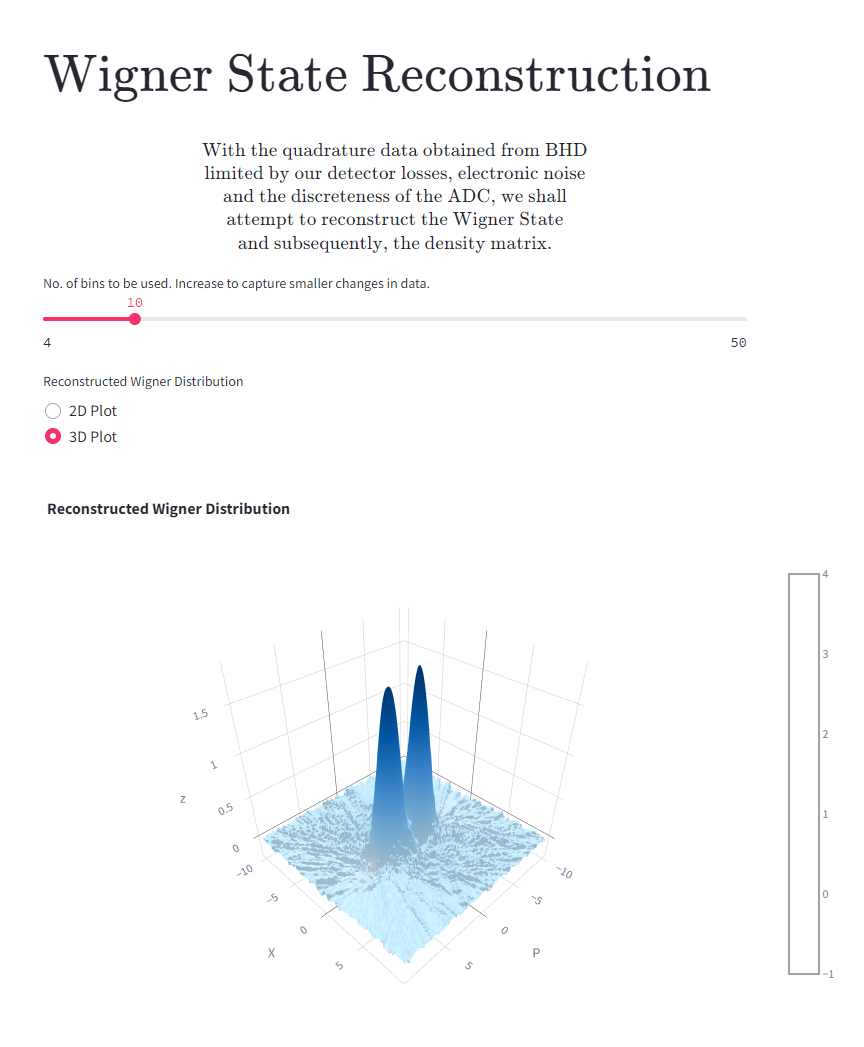 Wigner State Reconstruction
With the quadrature data obtained from BHD
limited by our detector losses, electronic noise
and the discreteness of the ADC, we shall
attempt to reconstruct the Wigner State
and subsequently, the density matrix.
No. of bins to be used. Increase to capture smaller changes in data.
10
4 50
Reconstructed Wigner Distribution
2D Plot
3D Plot
Reconstructed Wigner Distribution
4
3
2
1
0
−1
1.5
1
0.5
0
z
−10
−5
0
5
X
−10
−5
0
5
P